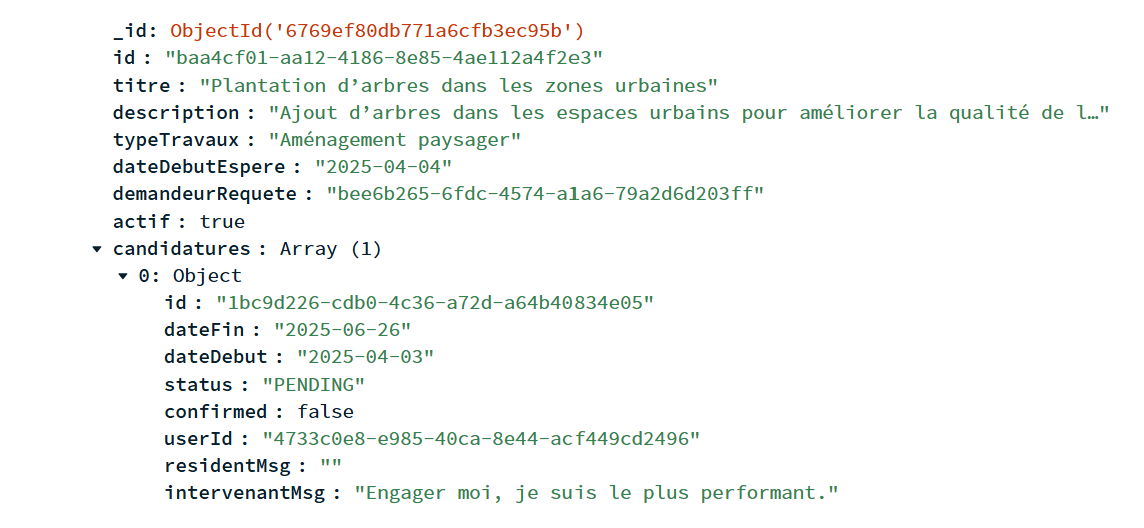 _id: ObjectId('6769ef80db771a6cfb3ec95b')
id : "baa4cf01-aa12-4186-8e85-4ae112a4f2e3"
titre : "Plantation d’arbres dans les zones urbaines"
description : "Ajout d’arbres dans les espaces urbains pour améliorer la qualité de l…"
typeTravaux : "Aménagement paysager"
dateDebutEspere : "2025-04-04"
demandeurRequete : "bee6b265-6fdc-4574-a1a6-79a2d6d203ff"
actif : true
candidatures : Array (1)
0: Object
id : "1bc9d226-cdb0-4c36-a72d-a64b40834e05"
dateFin : "2025-06-26"
dateDebut : "2025-04-03"
status : "PENDING"
confirmed : false
userId : "4733c0e8-e985-40ca-8e44-acf449cd2496"
residentMsg : ""
intervenantMsg : "Engager moi, je suis le plus performant."